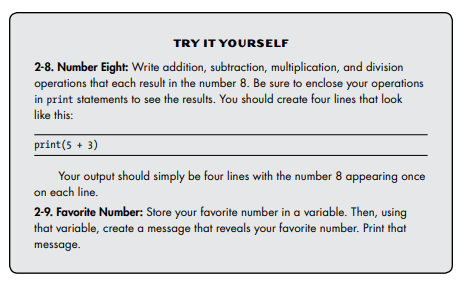 TRY IT YOURSELF
2-8. Number Eight: Write addition, subtraction, multiplication, and division
operations that each result in the number 8. Be sure to enclose your operations
in print statements to see the results. You should create four lines that look
like this:
print(5 + 3)
Your output should simply be four lines with the number 8 appearing once
on each line.
2-9. Favorite Number: Store your favorite number in a variable. Then, using
that variable, create a message that reveals your favorite number. Print that
message.